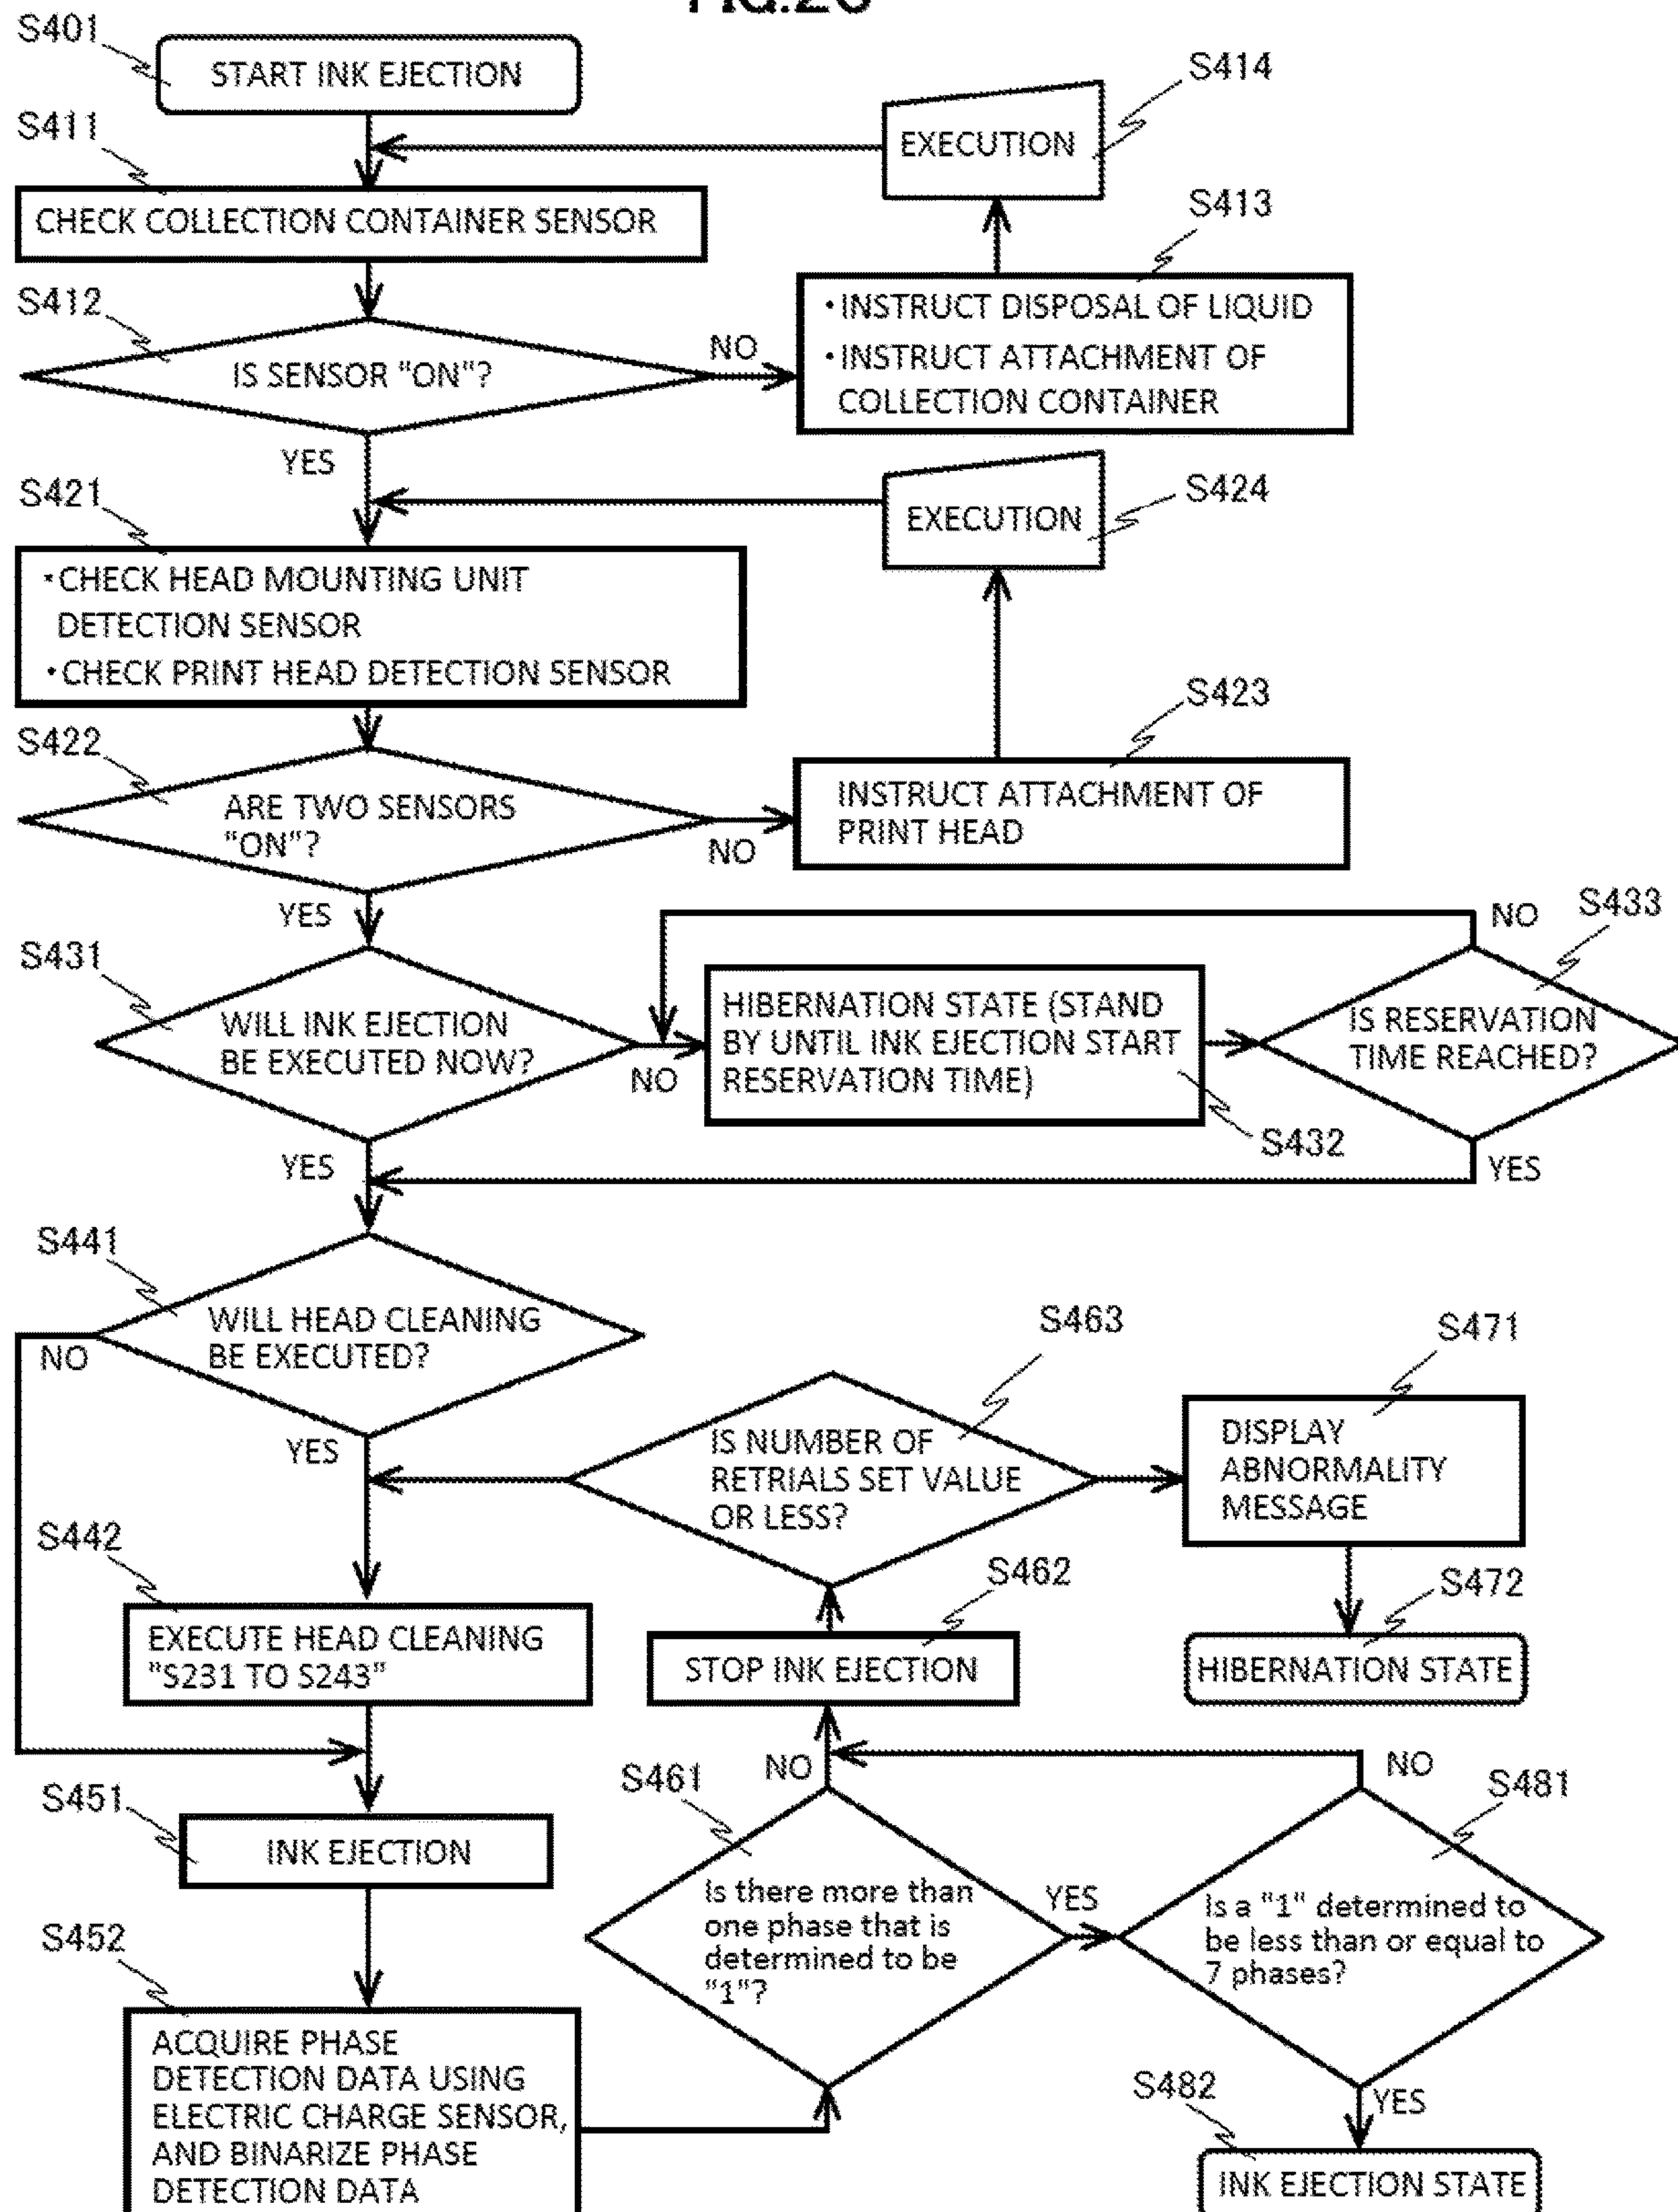 S401
START INK EJECTION
S414
EXECUTION
S411
CHECK COLLECTION CONTAINER SENSOR
S413
・INSTRUCT DISPOSAL OF LIQUID
・INSTRUCT ATTACHMENT OF
COLLECTION CONTAINER
S412
IS SENSOR "ON"?
NO
YES
S424
EXECUTION
S421
・CHECK HEAD MOUNTING UNIT
DETECTION SENSOR
・CHECK PRINT HEAD DETECTION SENSOR
S423
INSTRUCT ATTACHMENT OF
PRINT HEAD
S422
ARE TWO SENSORS
"ON"?
NO
YES
S433
NO
S431
WILL INK EJECTION
BE EXECUTED NOW?
NO
HIBERNATION STATE (STAND
BY UNTIL INK EJECTION START
RESERVATION TIME)
S432
IS RESERVATION
TIME REACHED?
YES
YES
S441
WILL HEAD CLEANING
BE EXECUTED?
NO
YES
S463
IS NUMBER OF
RETRIALS SET VALUE
OR LESS?
S471
DISPLAY
ABNORMALITY
MESSAGE
S442
EXECUTE HEAD CLEANING
"S231 TO S243"
S462
STOP INK EJECTION
S472
HIBERNATION STATE
S451
INK EJECTION
S461
NO
Is there more than
one phase that is
determined to be
"1"?
YES
NO
S481
Is a "1" determined to
be less than or equal to
7 phases?
YES
S452
ACQUIRE PHASE
DETECTION DATA USING
ELECTRIC CHARGE SENSOR,
AND BINARIZE PHASE
DETECTION DATA
S482
INK EJECTION STATE